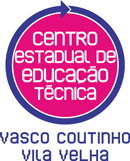 CENTRO
ESTADUAL DE
EDUCAÇÃO
TÉCNICA
VASCO COUTINHO
VILA VELHA